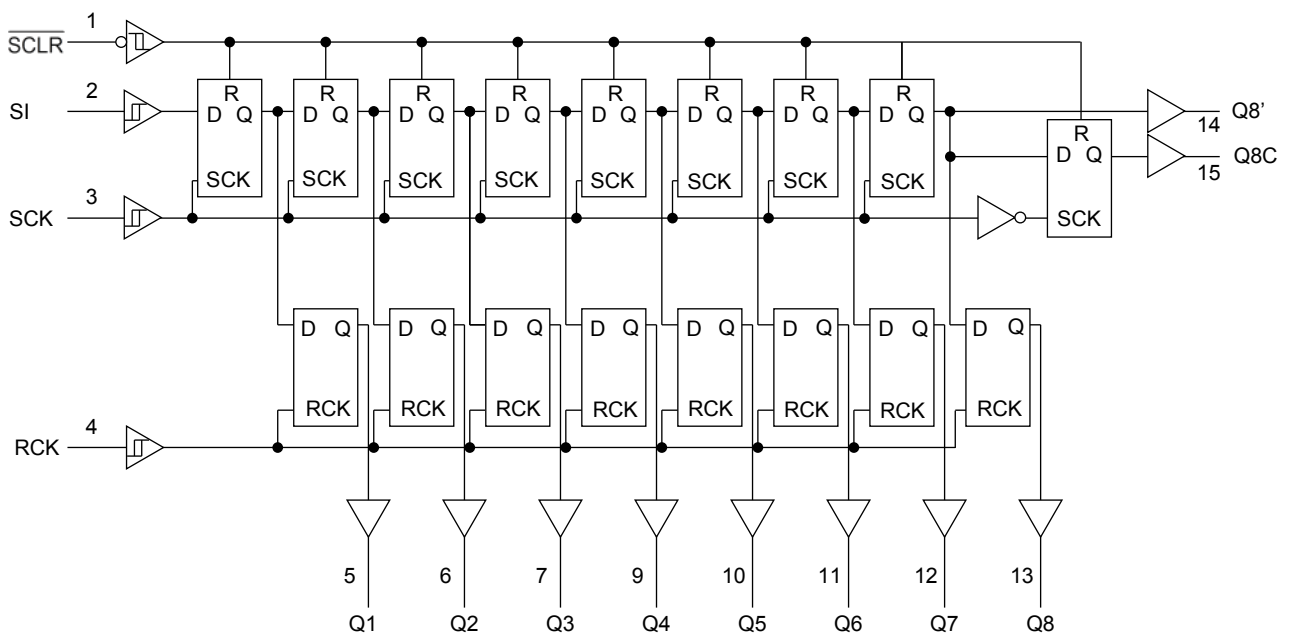 1
SCLR
2
SI
3
SCK
R R R R R R R R
D Q D Q D Q D Q D Q D Q D Q D Q
SCK SCK SCK SCK SCK SCK SCK SCK
14 Q8’
R
D Q
Q8C
15
SCK
D Q D Q D Q D Q D Q D Q D Q D Q
RCK RCK RCK RCK RCK RCK RCK RCK
4
RCK
5 6 7 9 10 11 12 13
Q1 Q2 Q3 Q4 Q5 Q6 Q7 Q8